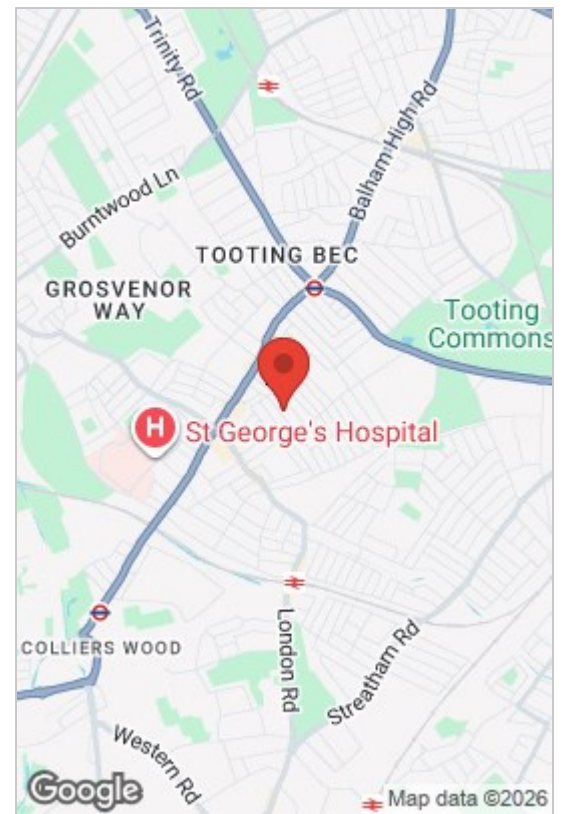 Trinity Rd
Balham High Rd
Burntwood Ln
TOOTING BEC
GROSVENOR
WAY
Tooting
Commons
H
St George's Hospital
COLLIERS WOOD
London Rd
Streatham Rd
Western Rd
Google
Map data ©2026